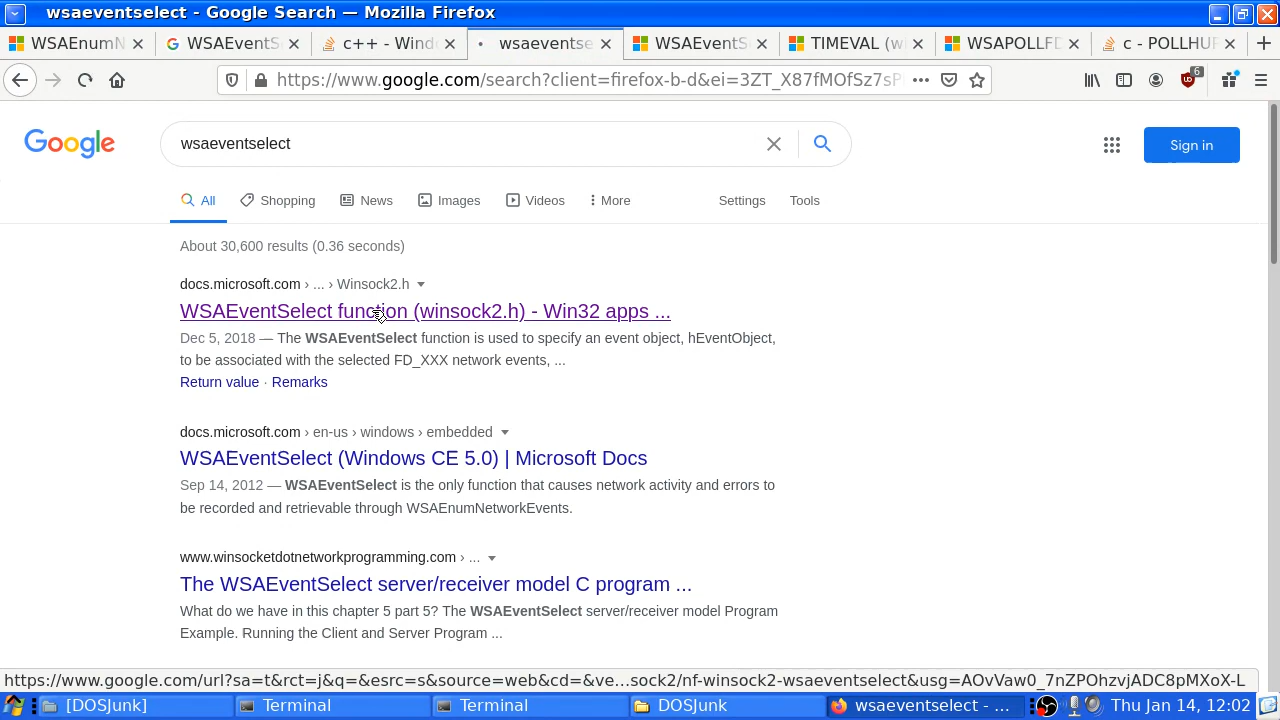 wsaeventselect - Google Search — Mozilla Firefox
WSAEnumN
WSAEventS
c++ - Windo
wsaeventse
WSAEventS
TIMEVAL (wi
WSAPOLLFD
c - POLLHUP
https://www.google.com/search?client=firefox-b-d&ei=3ZT_X87fMOfSz7sP
6
Google
wsaeventselect
Sign in
All
Shopping
News
Images
Videos
More
Settings
Tools
About 30,600 results (0.36 seconds)
docs.microsoft.com › ... › Winsock2.h
WSAEventSelect function (winsock2.h) - Win32 apps ...
Dec 5, 2018 — The WSAEventSelect function is used to specify an event object, hEventObject,
to be associated with the selected FD_XXX network events, ...
Return value · Remarks
docs.microsoft.com › en-us › windows › embedded
WSAEventSelect (Windows CE 5.0) | Microsoft Docs
Sep 14, 2012 — WSAEventSelect is the only function that causes network activity and errors to
be recorded and retrievable through WSAEnumNetworkEvents.
www.winsocketdotnetworkprogramming.com › ...
The WSAEventSelect server/receiver model C program ...
What do we have in this chapter 5 part 5? The WSAEventSelect server/receiver model Program
Example. Running the Client and Server Program ...
https://www.google.com/url?sa=t&rct=j&q=&esrc=s&source=web&cd=&ve…sock2/nf-winsock2-wsaeventselect&usg=AOvVaw0_7nZPOhzvjADC8pMXoX-L
[DOSJunk]
Terminal
Terminal
DOSJunk
wsaeventselect - ...
Thu Jan 14, 12:02